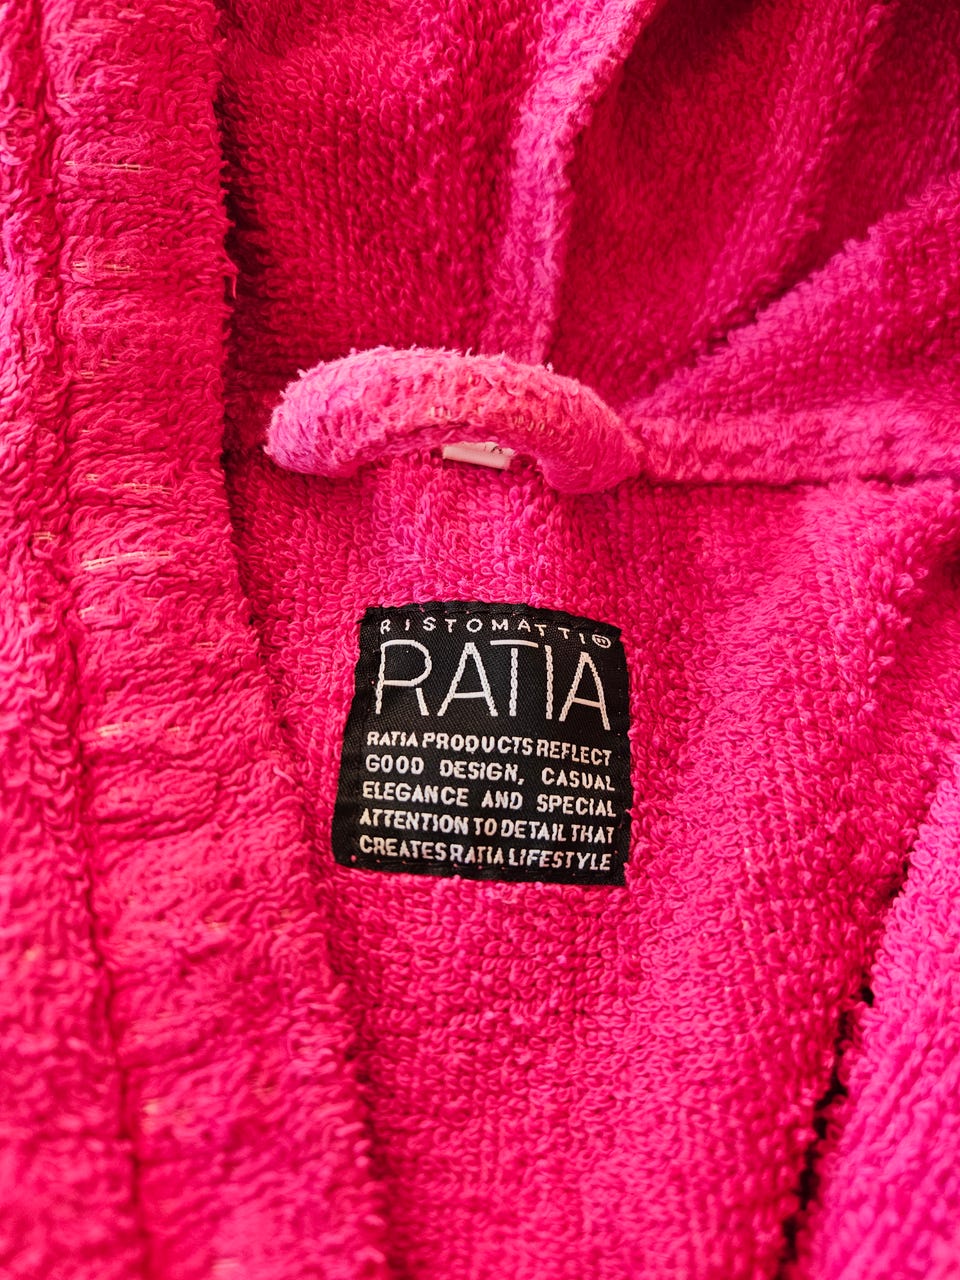 RISTOMATTI®
RATIA
RATIA PRODUCTS REFLECT
GOOD DESIGN, CASUAL
ELEGANCE AND SPECIAL
ATTENTION TO DETAIL THAT
CREATES RATIA LIFESTYLE